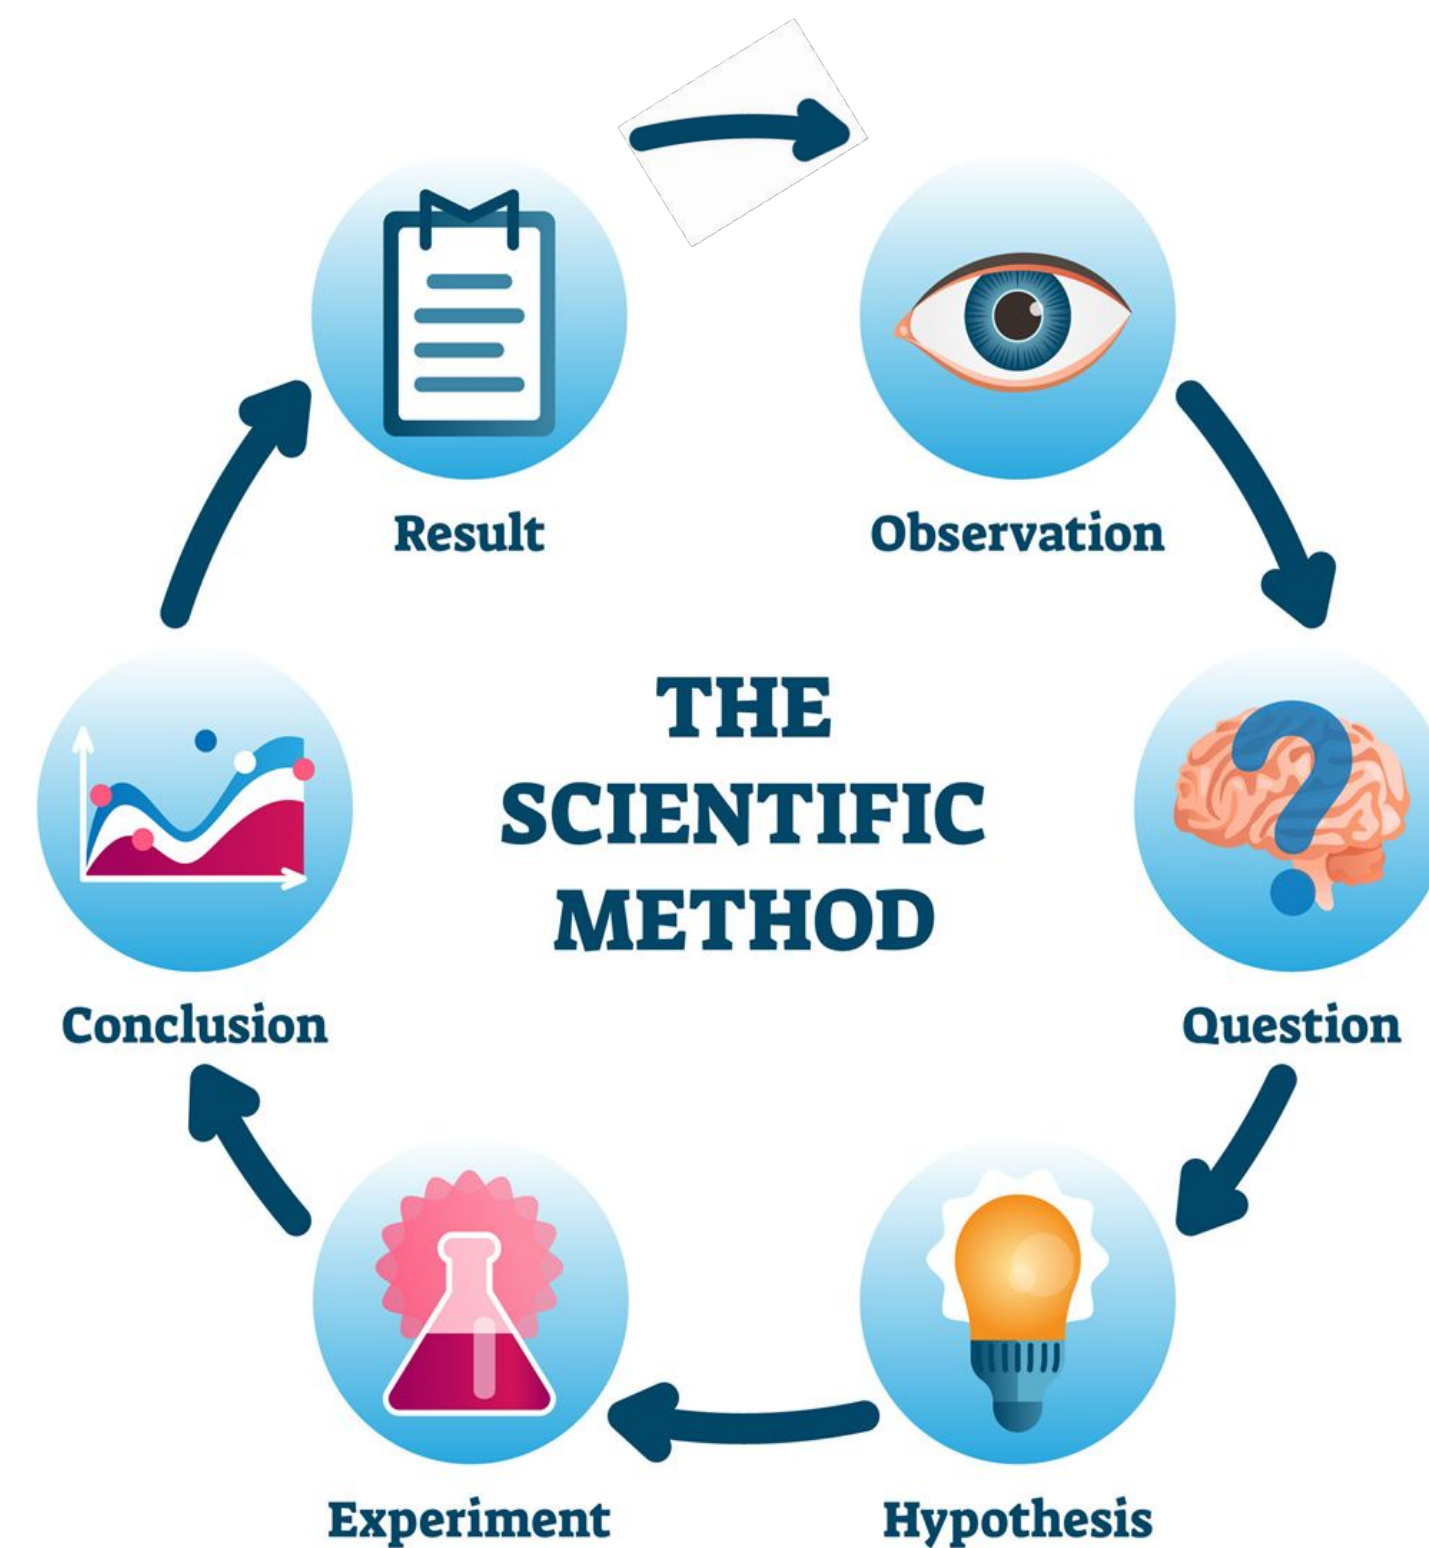 THE
SCIENTIFIC
METHOD
Observation
Question
Hypothesis
Experiment
Conclusion
Result